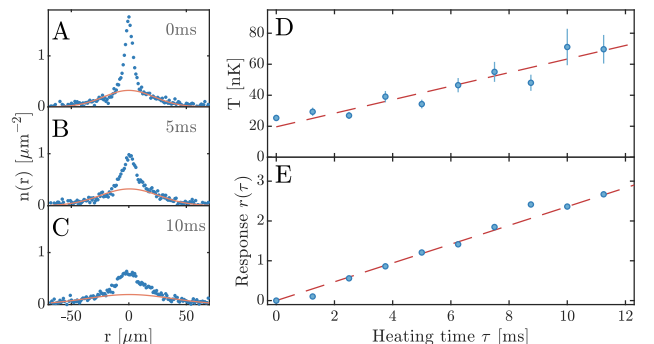 A
0ms
1
0
B
5ms
1
0
C
10ms
1
0
n(r) [μm⁻²]
-50
0
50
r [μm]
D
80
60
40
20
0
T [nK]
E
3
2
1
0
Response r(τ)
0
2
4
6
8
10
12
Heating time τ [ms]